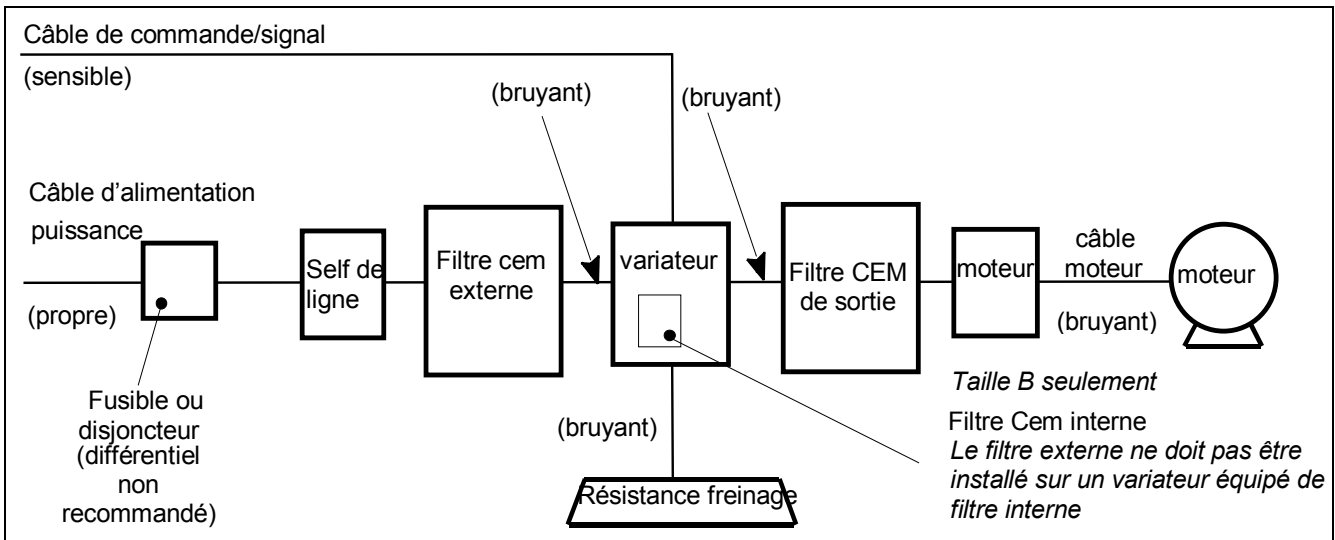 Câble de commande/signal
(sensible)
(bruyant)
(bruyant)
Câble d'alimentation
puissance
(propre)
Self de
ligne
Filtre cem
externe
variateur
Filtre CEM
de sortie
moteur
câble
moteur
(bruyant)
moteur
Fusible ou
disjoncteur
(différentiel
non
recommandé)
(bruyant)
Résistance freinage
Taille B seulement
Filtre Cem interne
Le filtre externe ne doit pas être
installé sur un variateur équipé de
filtre interne